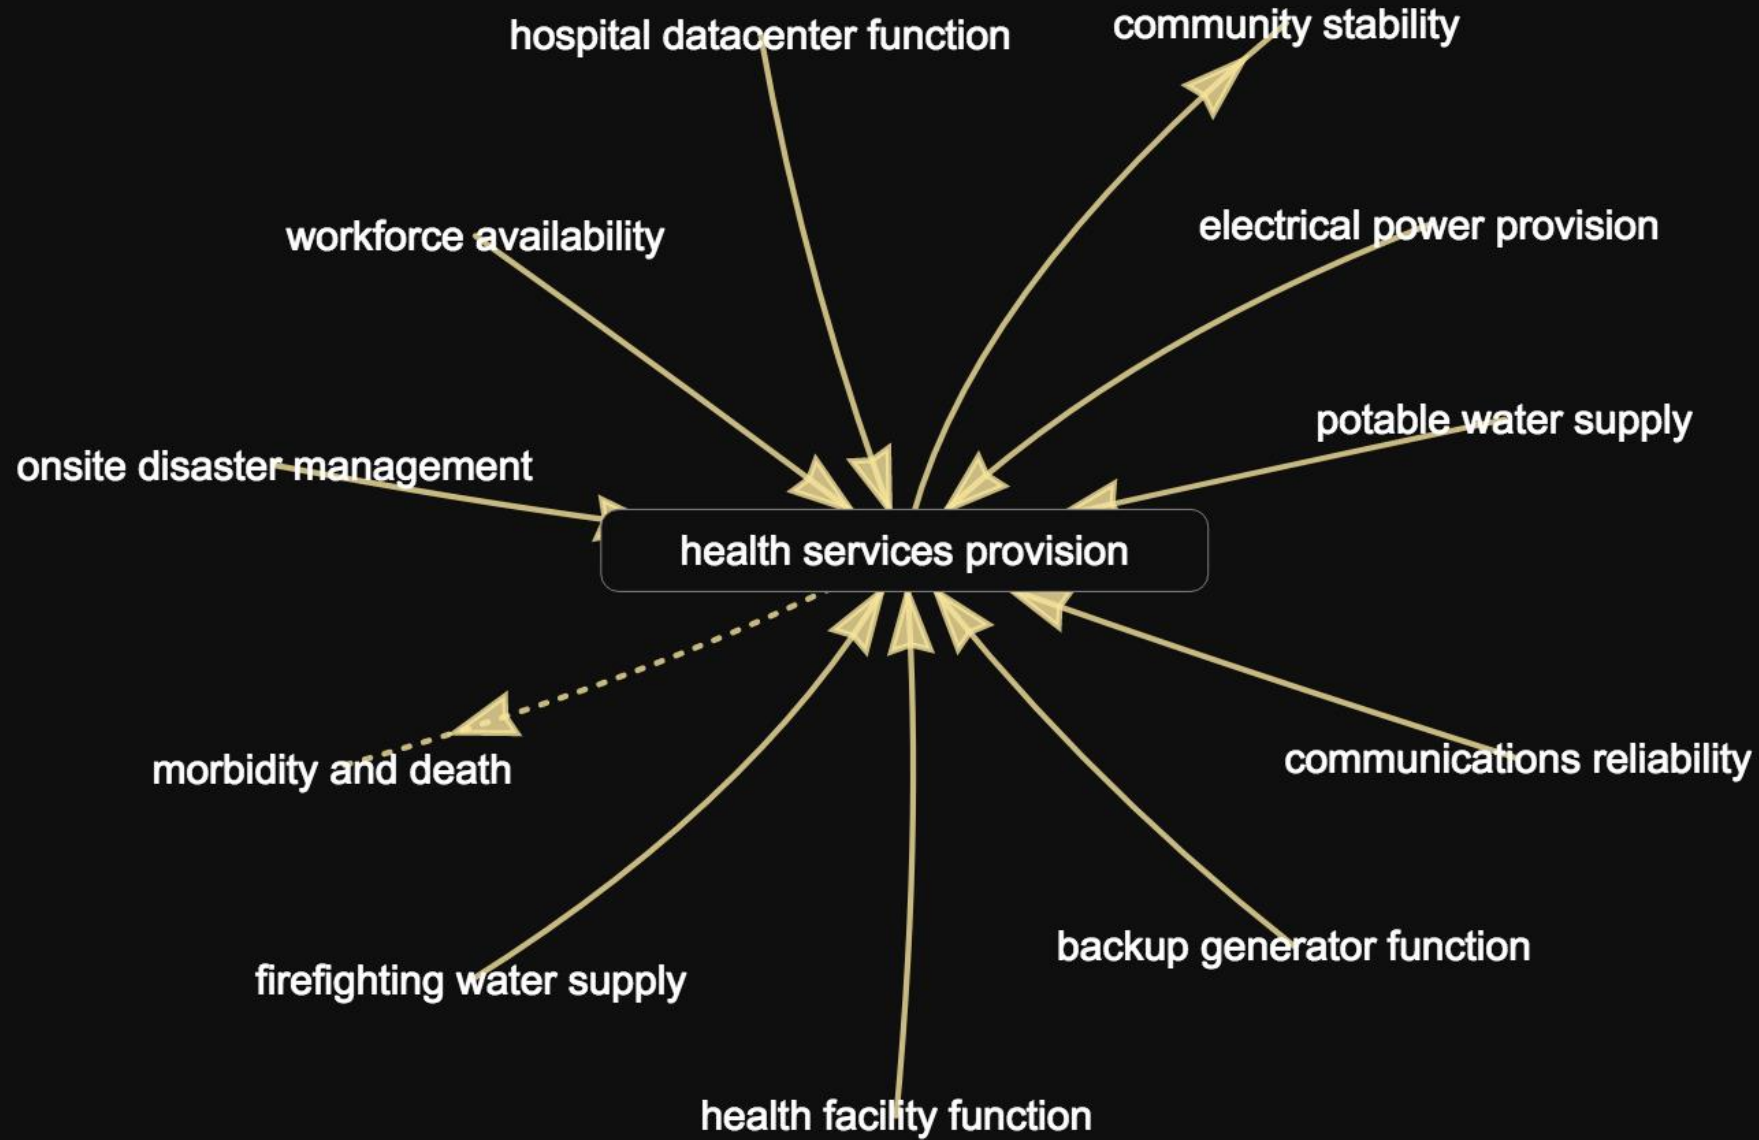 hospital datacenter function
community stability
workforce availability
electrical power provision
potable water supply
onsite disaster management
health services provision
morbidity and death
communications reliability
firefighting water supply
backup generator function
health facility function